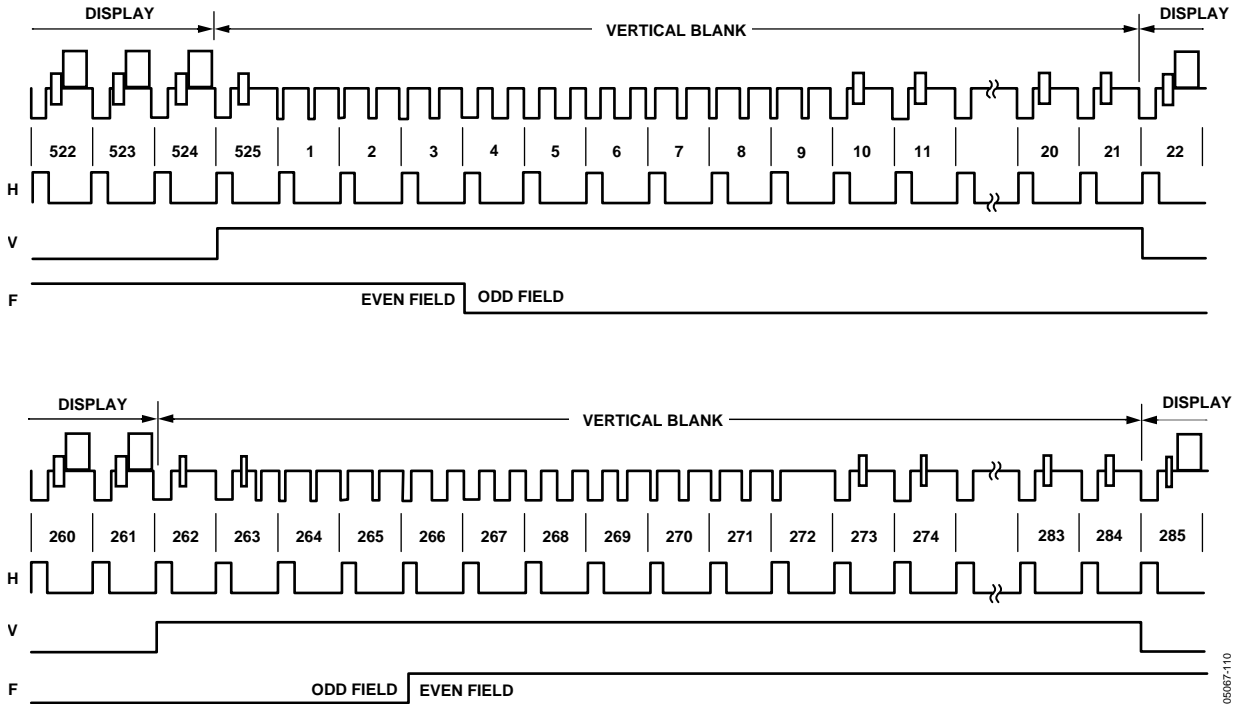 DISPLAY VERTICAL BLANK DISPLAY
522 523 524 525 1 2 3 4 5 6 7 8 9 10 11 20 21 22
H
V
F EVEN FIELD ODD FIELD
DISPLAY VERTICAL BLANK DISPLAY
260 261 262 263 264 265 266 267 268 269 270 271 272 273 274 283 284 285
H
V
F ODD FIELD EVEN FIELD
05067-110